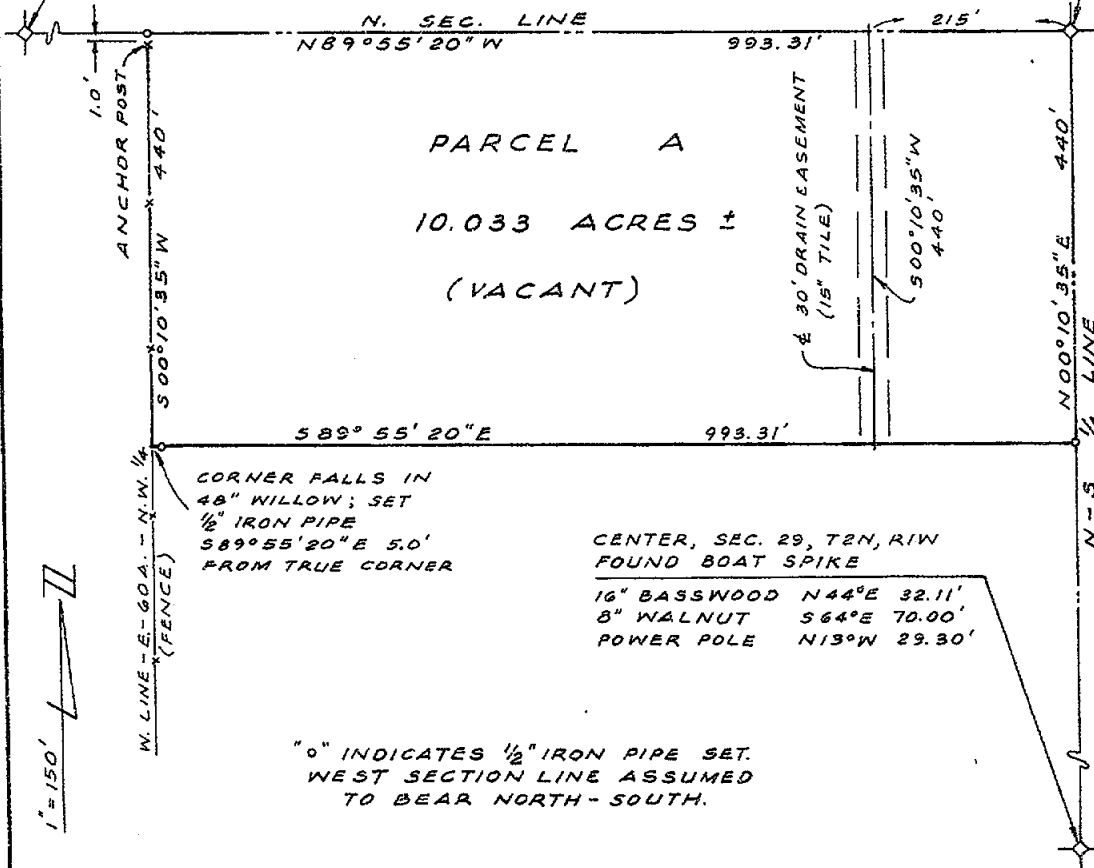 N. SEC. LINE
215'
N89°55'20"W 993.31'
1.0'
ANCHOR POST
S00°10'35"W 440'
PARCEL A
10.033 ACRES ±
(VACANT)
℄ 30' DRAIN EASEMENT
(15" TILE)
S00°10'35"W
440'
N00°10'35"E 440'
N-S 1/4 LINE
S89°55'20"E 993.31'
W. LINE - E. - 60 A. - N.W. 1/4
(FENCE)
CORNER FALLS IN
48" WILLOW; SET
1/2" IRON PIPE
S89°55'20"E 5.0'
FROM TRUE CORNER
CENTER, SEC. 29, T2N, R1W
FOUND BOAT SPIKE
16" BASSWOOD N44°E 32.11'
8" WALNUT S64°E 70.00'
POWER POLE N13°W 29.30'
1"=150'
"o" INDICATES 1/2" IRON PIPE SET.
WEST SECTION LINE ASSUMED
TO BEAR NORTH-SOUTH.